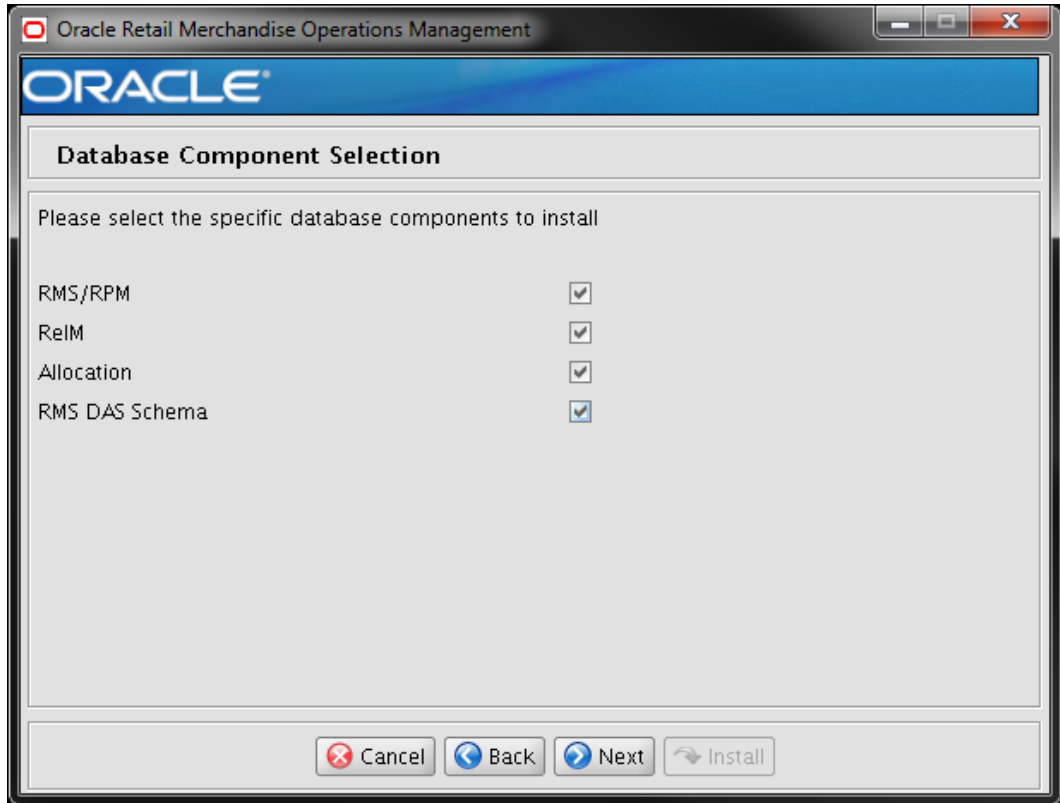 Oracle Retail Merchandise Operations Management
ORACLE
Database Component Selection
Please select the specific database components to install
RMS/RPM
ReIM
Allocation
RMS DAS Schema
Cancel Back Next Install